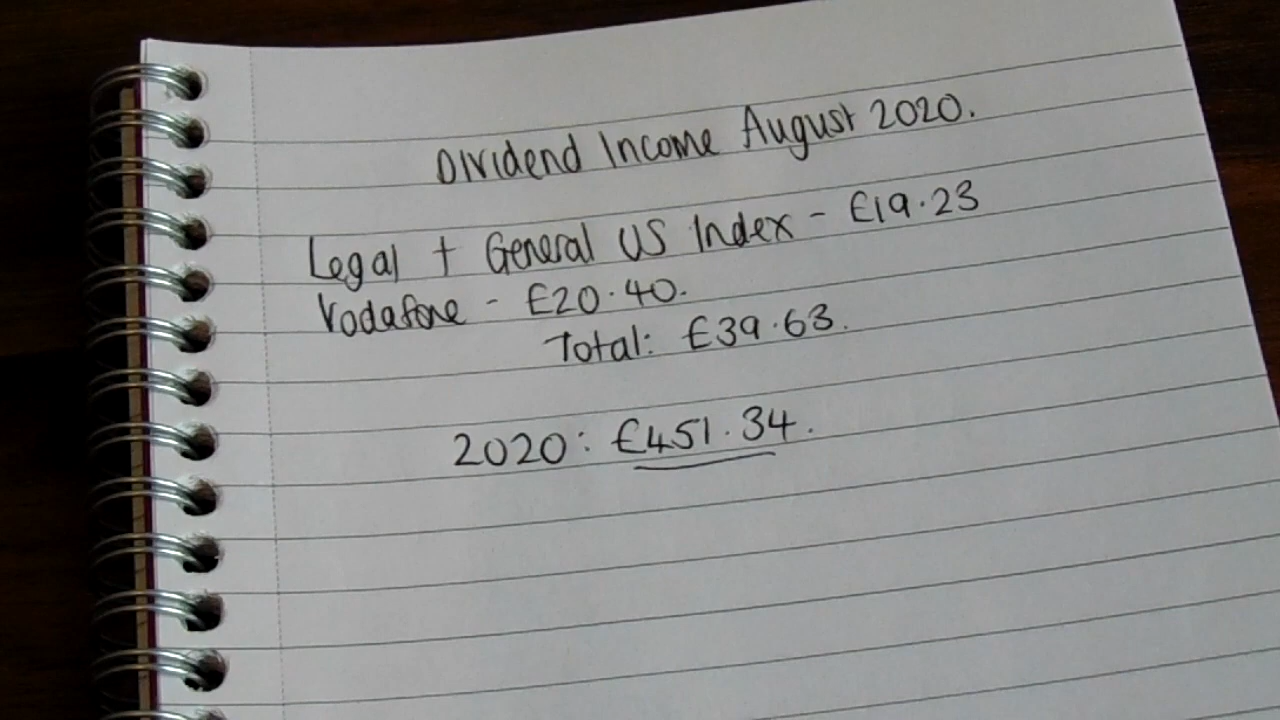 Dividend Income August 2020.
Legal + General US Index - £19.23
Vodafone - £20.40.
Total: £39.63.
2020: £451.34.